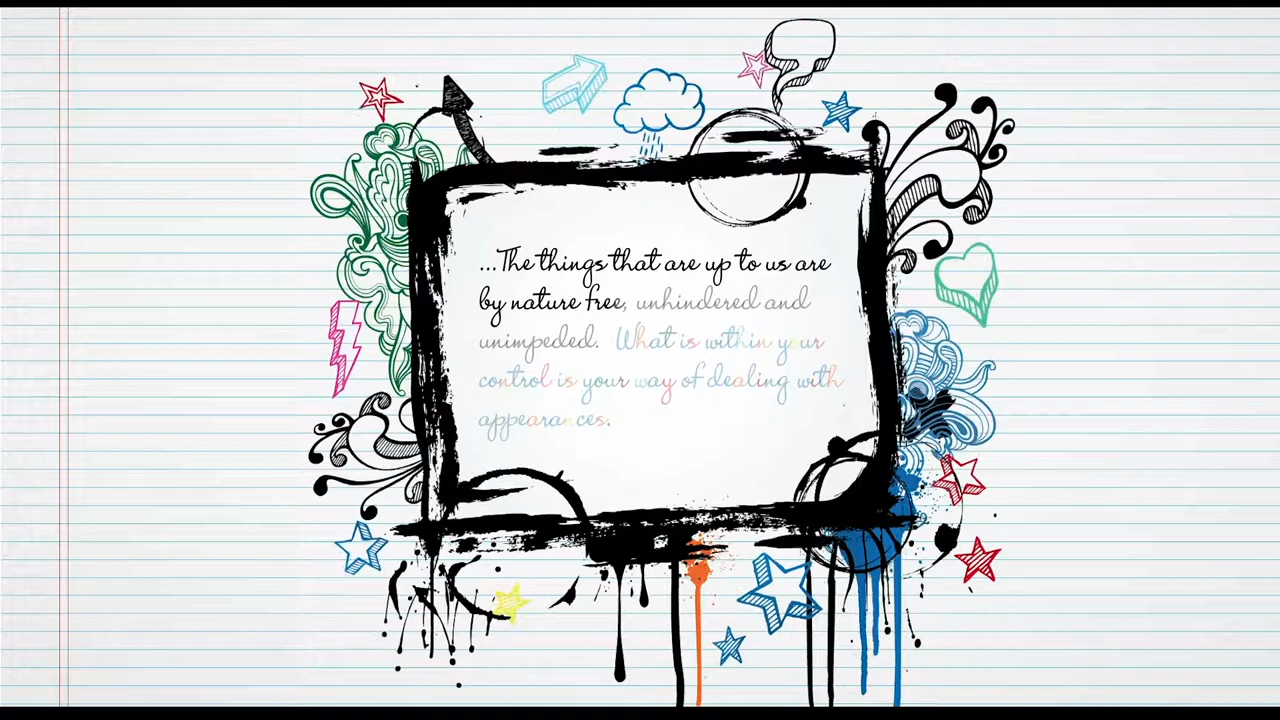 ...The things that are up to us are
by nature free, unhindered and
unimpeded. What is within your
control is your way of dealing with
appearances.